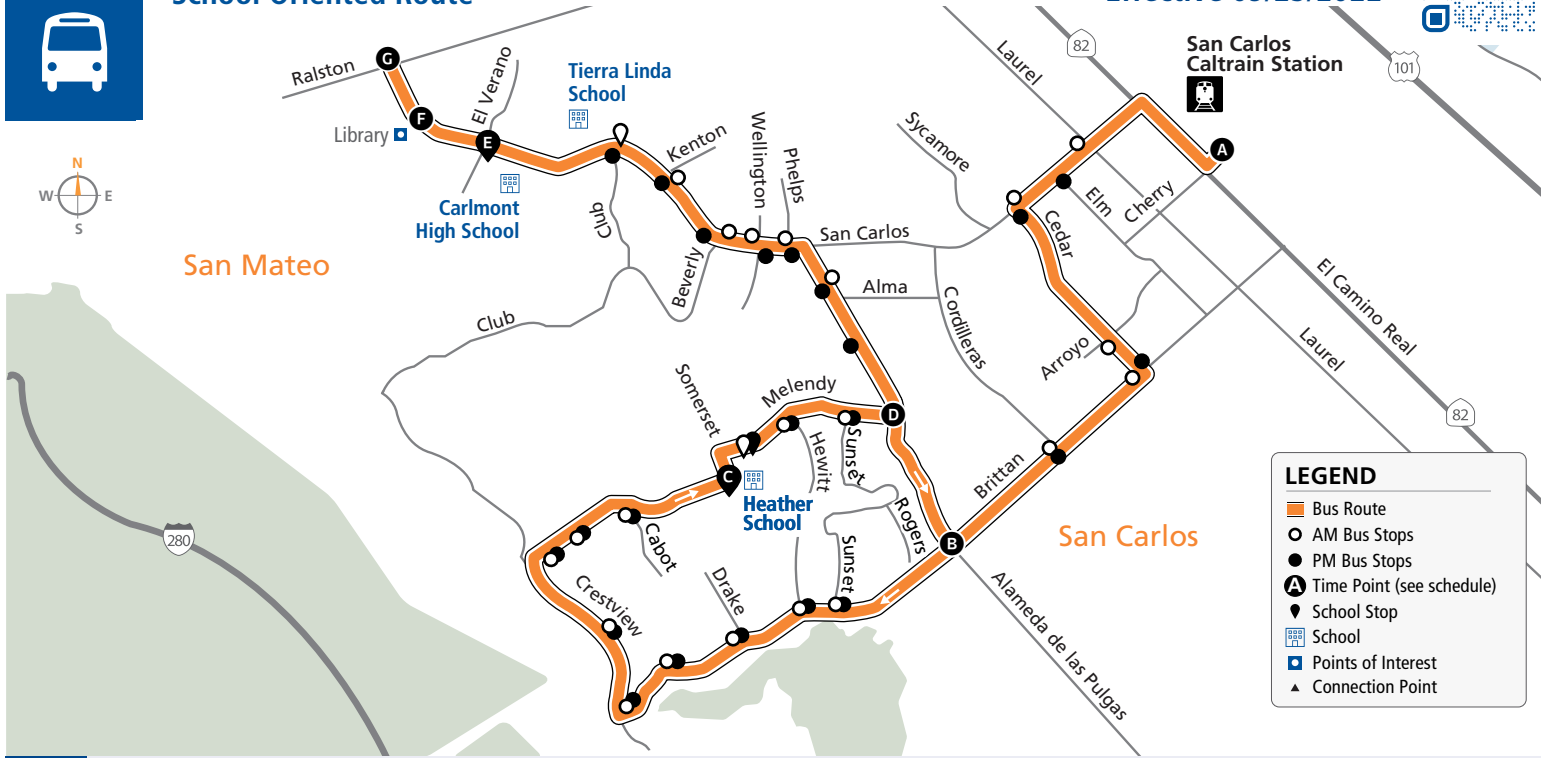 School-Oriented Route
Ralston
G
F
Library
El Verano
E
Carlmont
High School
Tierra Linda
School
Kenton
Wellington
Phelps
Club
Beverly
San Carlos
Alma
Sycamore
Laurel
82
San Carlos
Caltrain Station
101
A
Elm
Cherry
Cedar
Cordilleras
Arroyo
El Camino Real
Laurel
82
N
W
E
S
San Mateo
Club
280
Somerset
Melendy
D
Hewitt
Sunset
C
Heather
School
Rogers
Brittan
B
San Carlos
Cabot
Crestview
Drake
Sunset
Alameda de las Pulgas
LEGEND
Bus Route
AM Bus Stops
PM Bus Stops
A Time Point (see schedule)
School Stop
School
Points of Interest
Connection Point